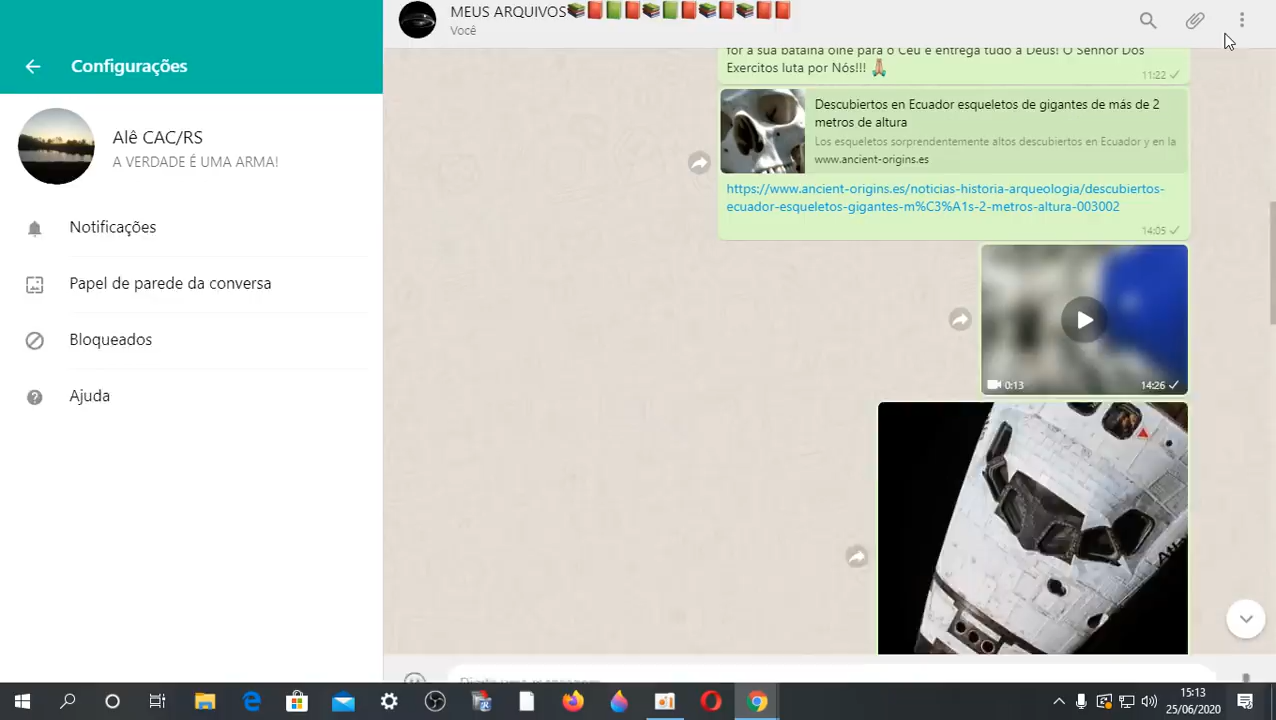 Configurações
Alê CAC/RS
A VERDADE É UMA ARMA!
Notificações
Papel de parede da conversa
Bloqueados
Ajuda
MEUS ARQUIVOS📚📕📗📕📚📗📕📚📕📚📕📕
Você
for a sua batalha olhe para o Céu e entrega tudo a Deus! O Senhor Dos
Exercitos luta por Nós!!! 🙏
11:22
Descubiertos en Ecuador esqueletos de gigantes de más de 2
metros de altura
Los esqueletos sorprendentemente altos descubiertos en Ecuador y en la
www.ancient-origins.es
https://www.ancient-origins.es/noticias-historia-arqueologia/descubiertos-
ecuador-esqueletos-gigantes-m%C3%A1s-2-metros-altura-003002
14:05
0:13
14:26
Digite uma mensagem
15:13
25/06/2020